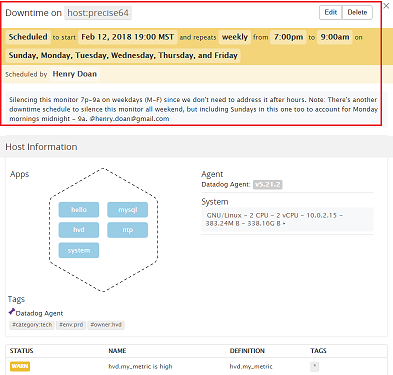 Downtime on host:precise64
Edit
Delete
Scheduled to start Feb 12, 2018 19:00 MST and repeats weekly from 7:00pm to 9:00am on
Sunday, Monday, Tuesday, Wednesday, Thursday, and Friday
Scheduled by Henry Doan
Silencing this monitor 7p-9a on weekdays (M-F) since we don't need to address it after hours. Note: There's another
downtime schedule to silence this monitor all weekend, but including Sundays in this one too to account for Monday
mornings midnight - 9a. @henry.doan@gmail.com
Host Information
Apps
hello
mysql
hvd
ntp
system
Agent
Datadog Agent: v5.21.2
System
GNU/Linux - 2 CPU - 2 vCPU - 10.0.2.15 -
383.24M B - 338.16G B
Tags
Datadog Agent
#category:tech #env:prd #owner:hvd
STATUS NAME DEFINITION TAGS
WARN hvd.my_metric is high hvd.my_metric *